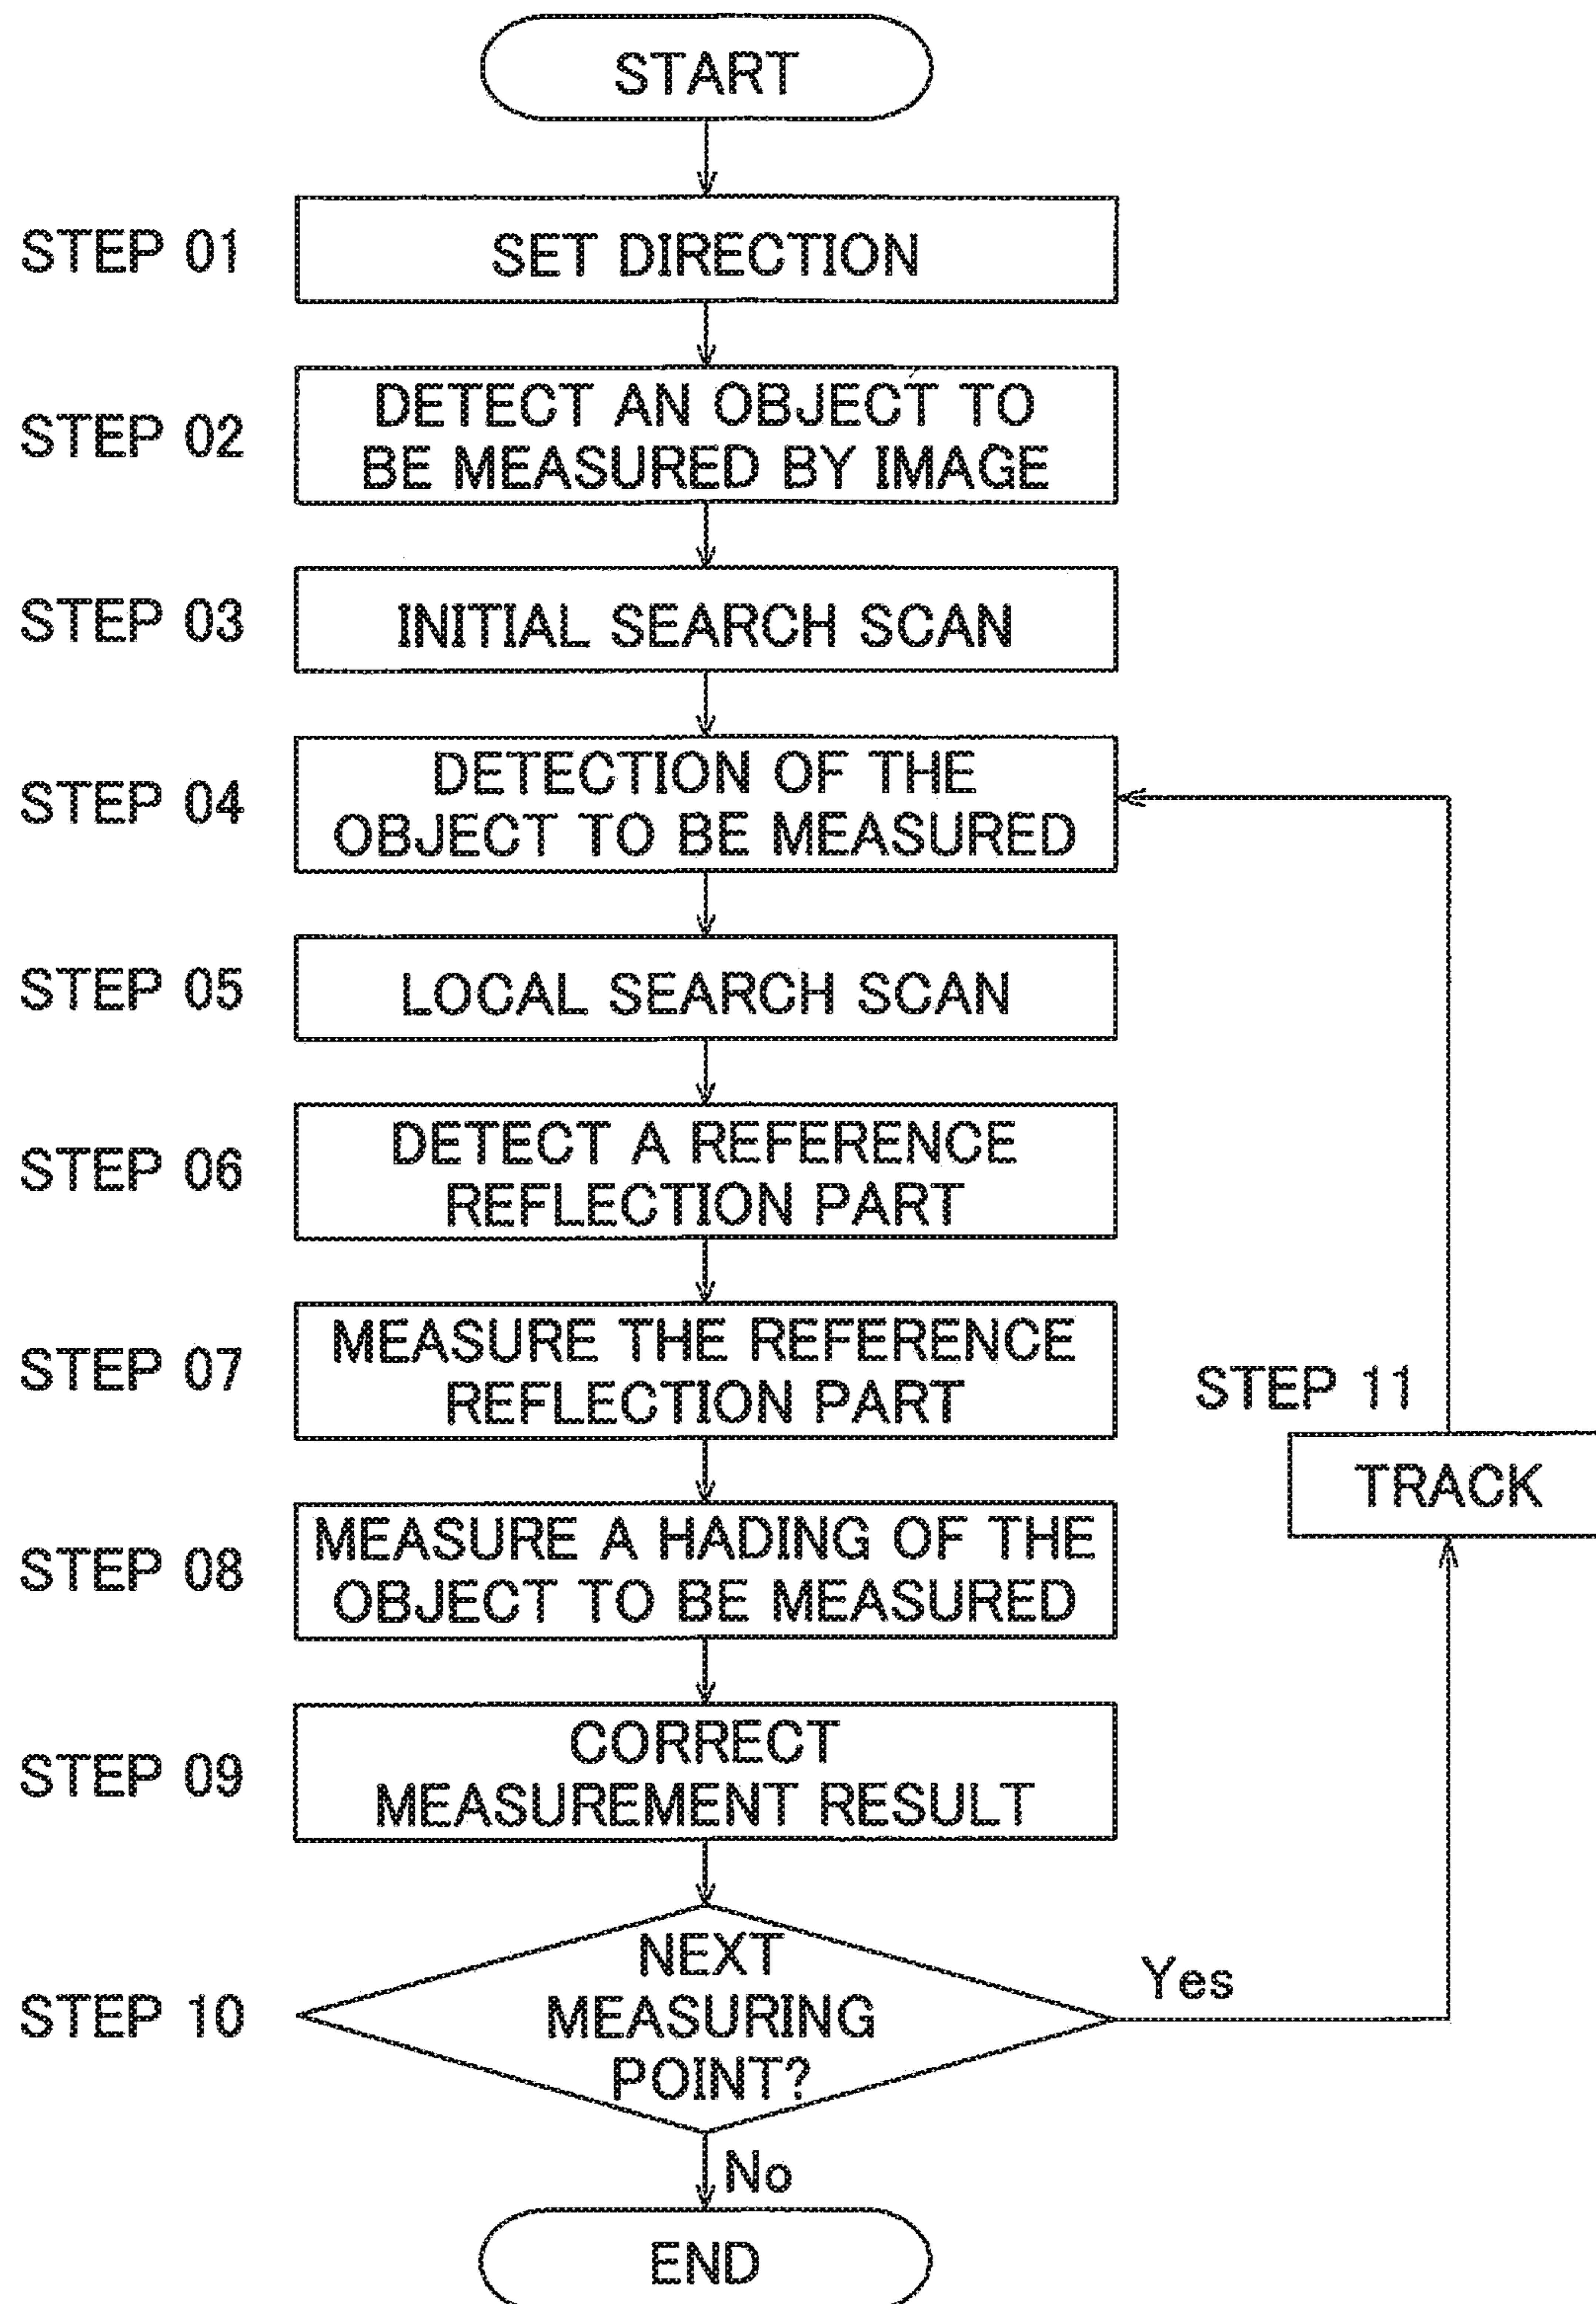 START
STEP 01
SET DIRECTION
STEP 02
DETECT AN OBJECT TO
BE MEASURED BY IMAGE
STEP 03
INITIAL SEARCH SCAN
STEP 04
DETECTION OF THE
OBJECT TO BE MEASURED
STEP 05
LOCAL SEARCH SCAN
STEP 06
DETECT A REFERENCE
REFLECTION PART
STEP 07
MEASURE THE REFERENCE
REFLECTION PART
STEP 11
TRACK
STEP 08
MEASURE A HADING OF THE
OBJECT TO BE MEASURED
STEP 09
CORRECT
MEASUREMENT RESULT
STEP 10
NEXT
MEASURING
POINT?
Yes
No
END